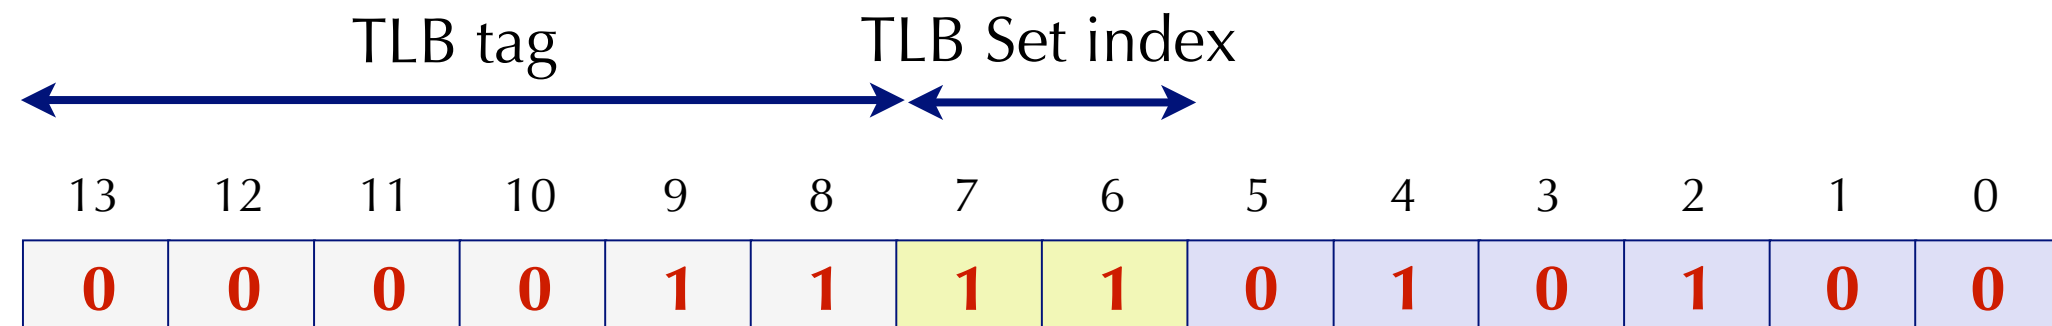 TLB tag TLB Set index
13 12 11 10 9 8 7 6 5 4 3 2 1 0
0 0 0 0 1 1 1 1 0 1 0 1 0 0